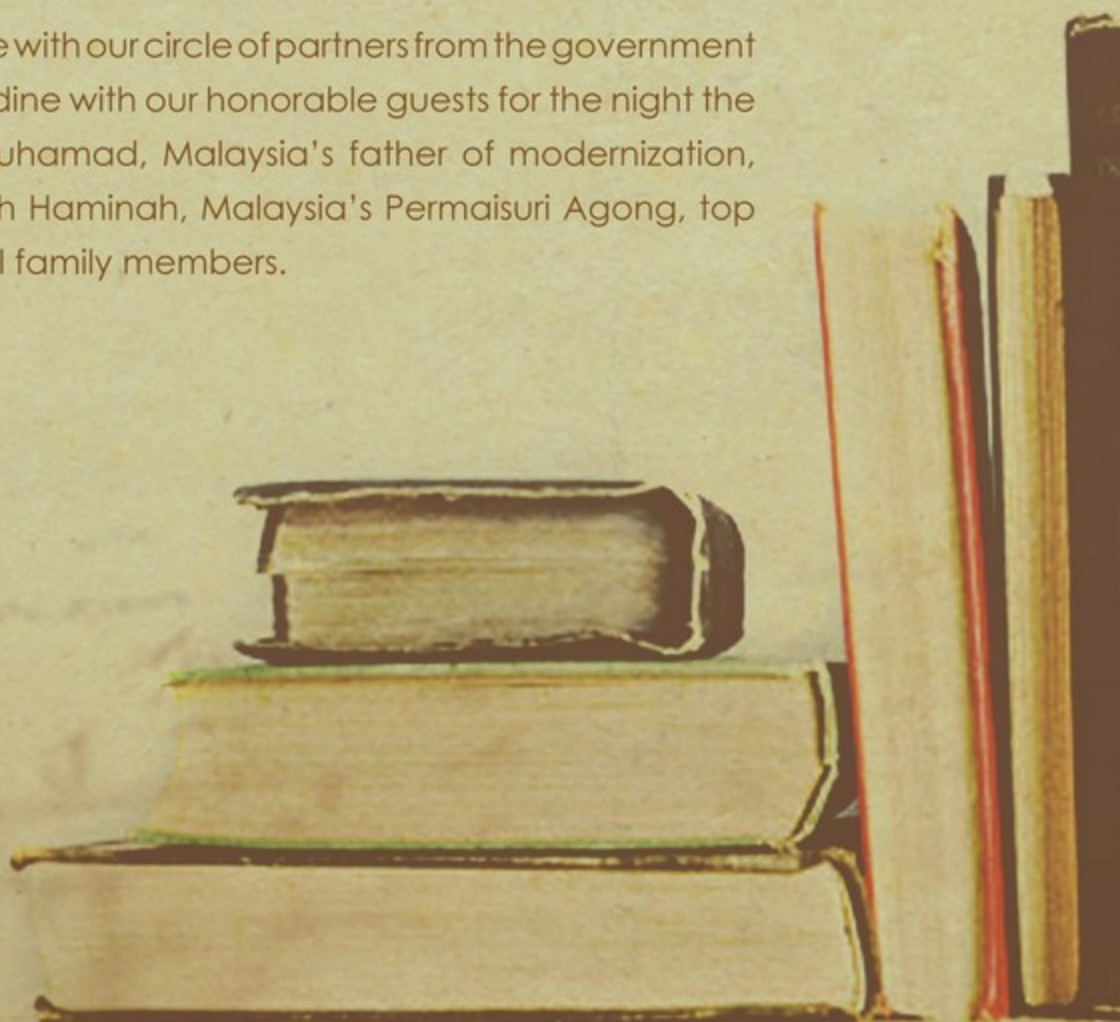 e with our circle of partners from the government
dine with our honorable guests for the night the
uhamad, Malaysia's father of modernization,
h Haminah, Malaysia's Permaisuri Agong, top
l family members.